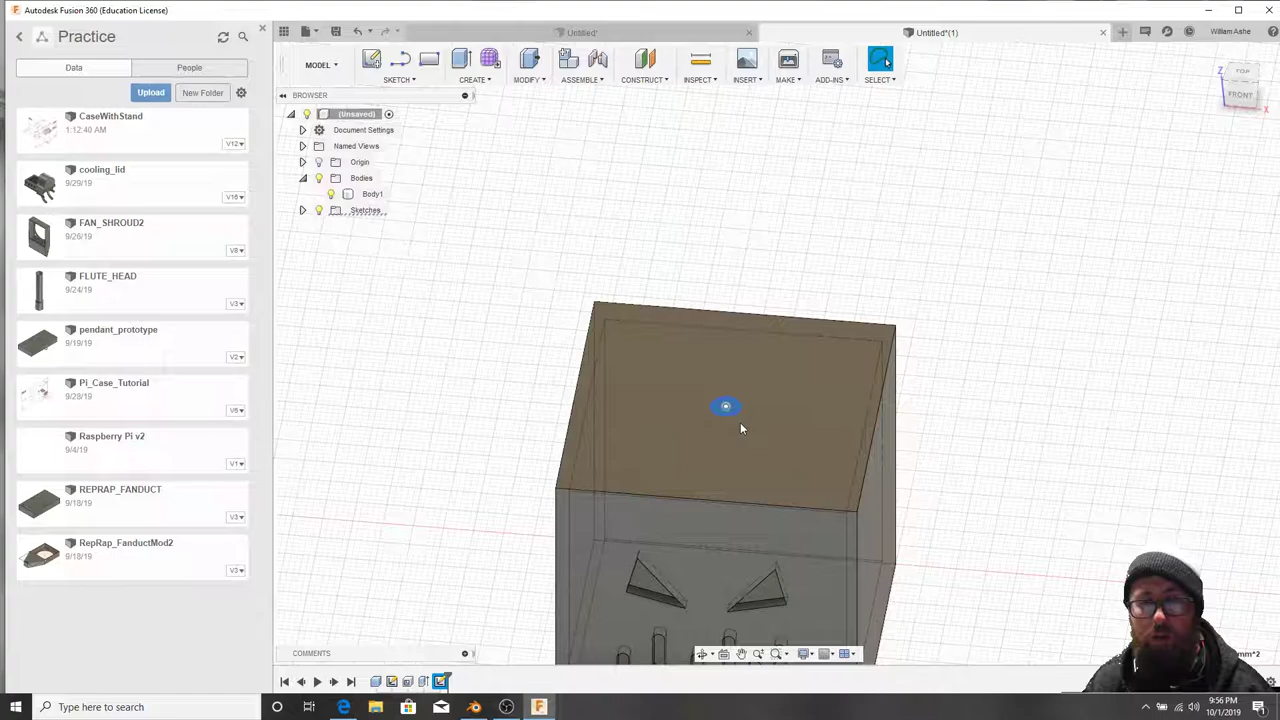 Autodesk Fusion 360 (Education License)
Practice
Untitled*
Untitled*(1)
William Ashe
Data
People
MODEL
SKETCH
CREATE
MODIFY
ASSEMBLE
CONSTRUCT
INSPECT
INSERT
MAKE
ADD-INS
SELECT
Upload
New Folder
BROWSER
TOP
FRONT
Z
X
(Unsaved)
Document Settings
Named Views
Origin
Bodies
Body1
Sketches
CaseWithStand
1:12:40 AM
V12
cooling_lid
9/29/19
V16
FAN_SHROUD2
9/26/19
V8
FLUTE_HEAD
9/24/19
V3
pendant_prototype
9/19/19
V2
Pi_Case_Tutorial
9/28/19
V6
Raspberry Pi v2
9/4/19
V1
REPRAP_FANDUCT
9/18/19
V3
RepRap_FanductMod2
9/18/19
V3
COMMENTS
mm^2
Type here to search
9:56 PM
10/1/2019